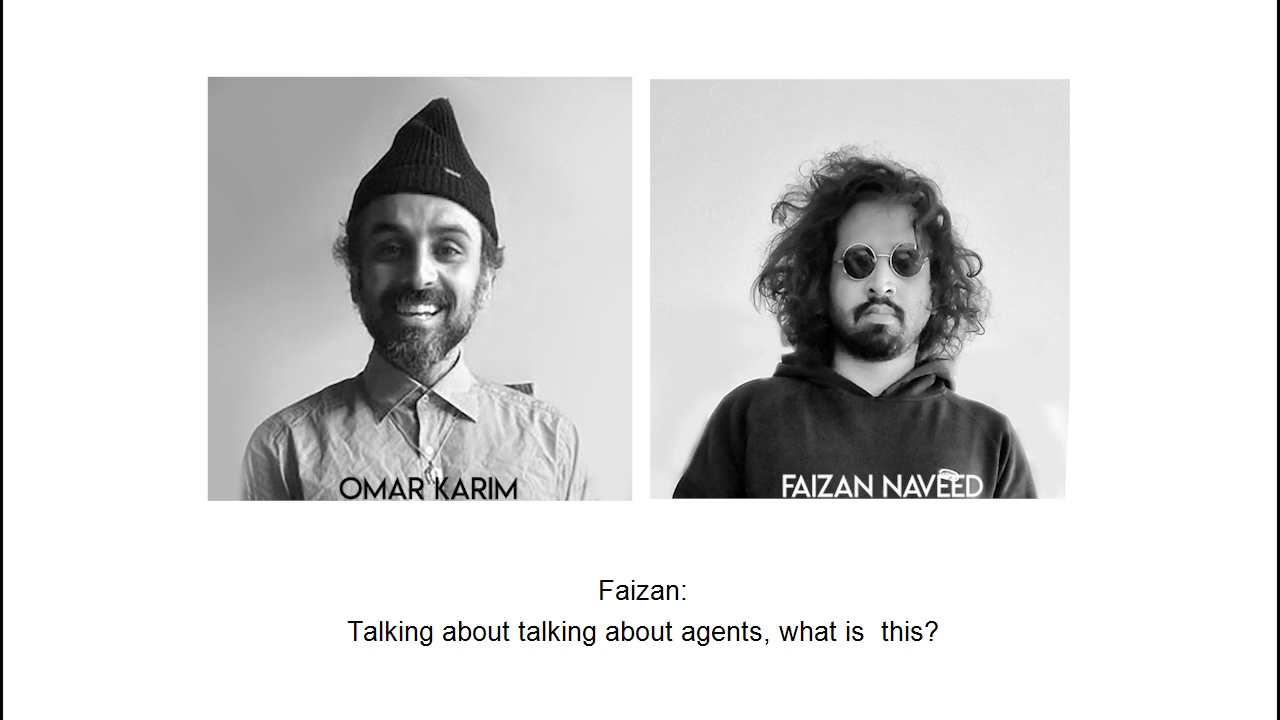 OMAR KARIM
FAIZAN NAVEED
Faizan:
Talking about talking about agents, what is  this?